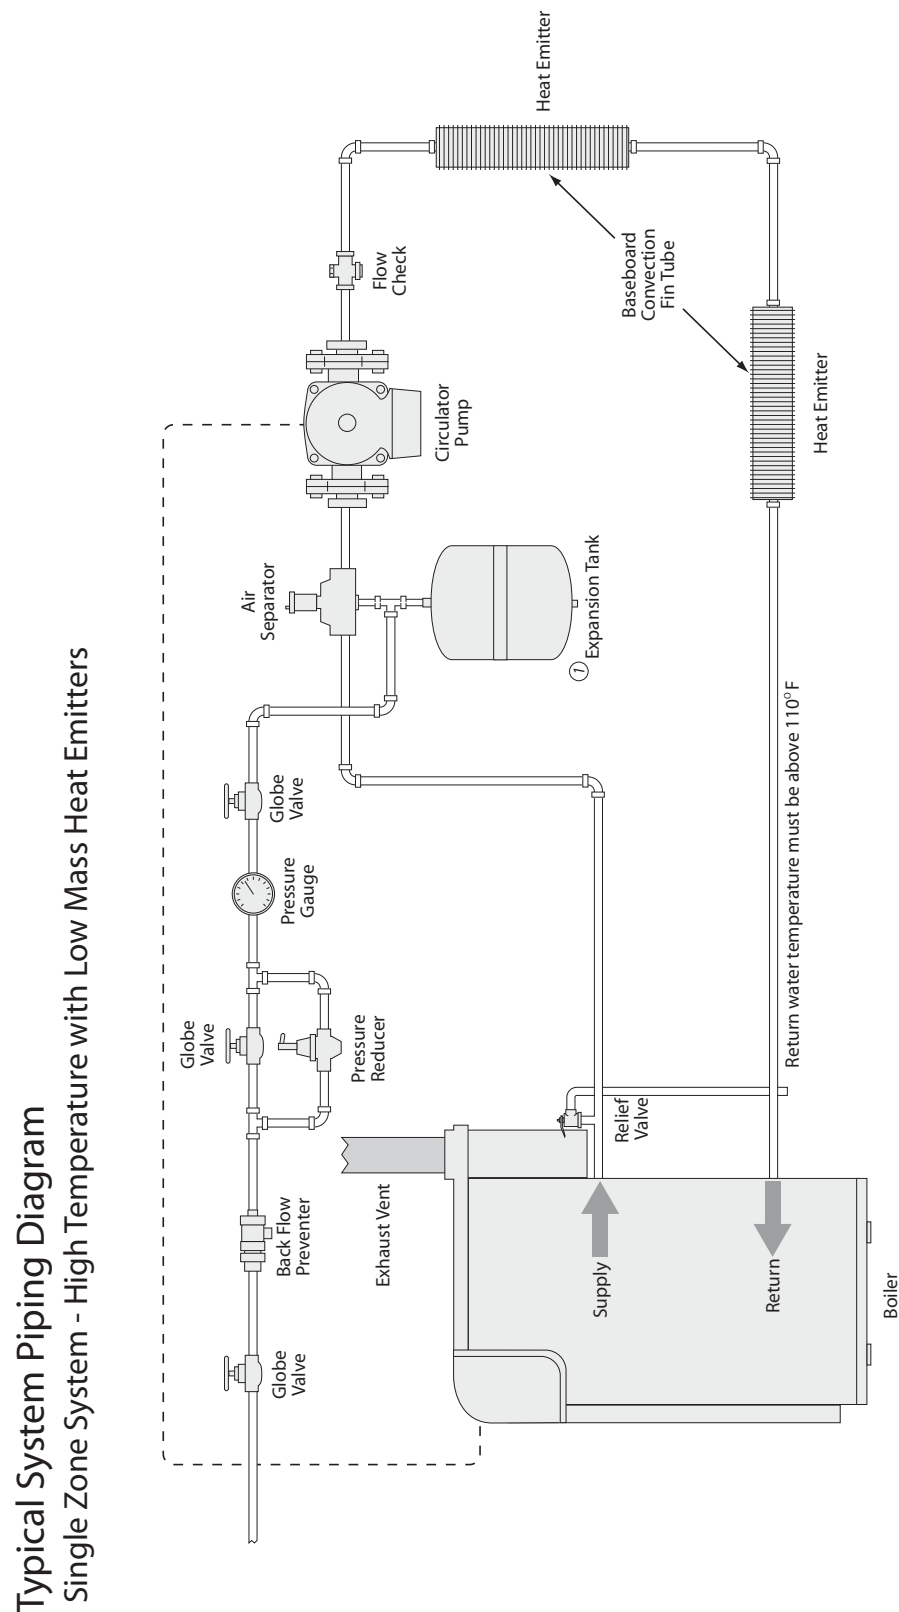 Typical System Piping Diagram
Single Zone System - High Temperature with Low Mass Heat Emitters
Globe
Valve
Back Flow
Preventer
Globe
Valve
Pressure
Reducer
Pressure
Gauge
Globe
Valve
Air
Separator
1
Expansion Tank
Circulator
Pump
Flow
Check
Heat Emitter
Baseboard
Convection
Fin Tube
Heat Emitter
Exhaust Vent
Relief
Valve
Supply
Return
Return water temperature must be above 110° F
Boiler